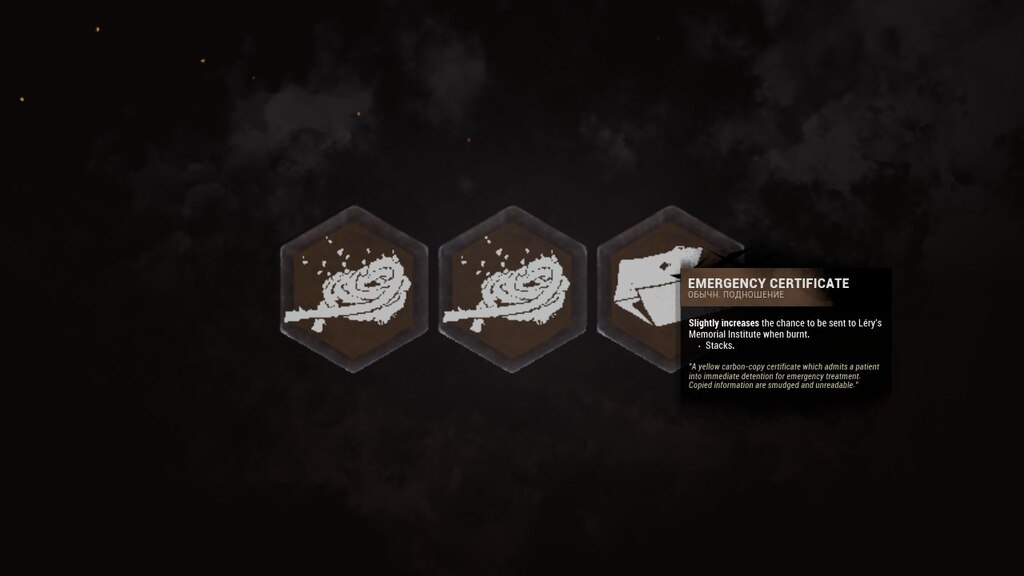 EMERGENCY CERTIFICATE
ОБЫЧН. ПОДНОШЕНИЕ
Slightly increases the chance to be sent to Léry's
Memorial Institute when burnt.
· Stacks.
"A yellow carbon-copy certificate which admits a patient
into immediate detention for emergency treatment.
Copied information are smudged and unreadable."